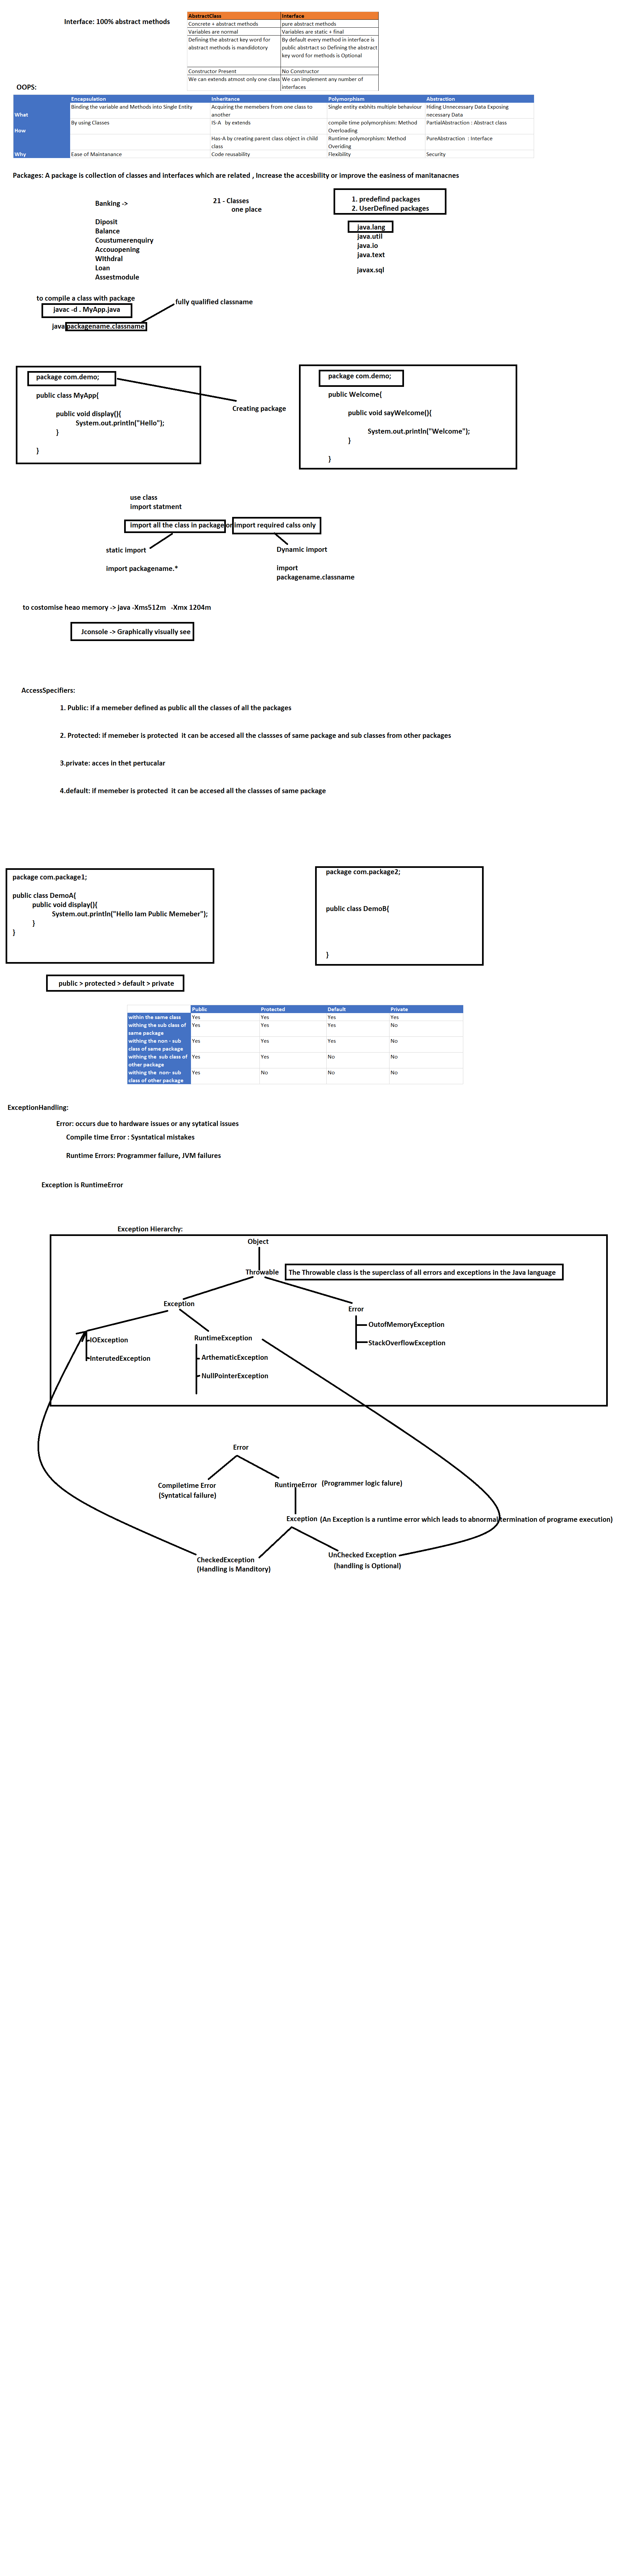 Interface: 100% abstract methods
AbstractClass Interface
Concrete + abstract methods pure abstract methods
Variables are normal Variables are static + final
Defining the abstract key word for By default every method in interface is
abstract methods is mandidotory public abstrtact so Defining the abstract
key word for methods is Optional
Constructor Present No Constructor
We can extends atmost only one class We can implement any number of
interfaces
OOPS:
Encapsulation Inheritance Polymorphism Abstraction
What Binding the variable and Methods into Single Entity Acquiring the memebers from one class to Single entity exbhits multiple behaviour Hiding Unnecessary Data Exposing
another necessary Data
How By using Classes IS-A by extends compile time polymorphism: Method PartialAbstraction : Abstract class
Overloading
Has-A by creating parent class object in child Runtime polymorphism: Method PureAbstraction : Interface
class Overiding
Why Ease of Maintanance Code reusability Flexibility Security
Packages: A package is collection of classes and interfaces which are related , Increase the accesbility or improve the easiness of manitanacnes
Banking ->
21 - Classes
one place
1. predefind packages
2. UserDefined packages
Diposit
Balance
Coustumerenquiry
Accouopening
WIthdral
Loan
Assestmodule
java.lang
java.util
java.io
java.text
javax.sql
to compile a class with package
javac -d . MyApp.java
fully qualified classname
java packagename.classname
package com.demo;
public class MyApp{
public void display(){
System.out.println("Hello");
}
}
Creating package
package com.demo;
public Welcome{
public void sayWelcome(){
System.out.println("Welcome");
}
}
use class
import statment
import all the class in package or import required calss only
static import
import packagename.*
Dynamic import
import
packagename.classname
to costomise heao memory -> java -Xms512m -Xmx 1204m
Jconsole -> Graphically visually see
AccessSpecifiers:
1. Public: if a memeber defined as public all the classes of all the packages
2. Protected: if memeber is protected it can be accesed all the classses of same package and sub classes from other packages
3.private: acces in thet pertucalar
4.default: if memeber is protected it can be accesed all the classses of same package
package com.package1;
public class DemoA{
public void display(){
System.out.println("Hello Iam Public Memeber");
}
}
package com.package2;
public class DemoB{
}
public > protected > default > private
Public Protected Default Private
within the same class Yes Yes Yes Yes
withing the sub class of Yes Yes Yes No
same package
withing the non - sub Yes Yes Yes No
class of same package
withing the sub class of Yes Yes No No
other package
withing the non- sub Yes No No No
class of other package
ExceptionHandling:
Error: occurs due to hardware issues or any sytatical issues
Compile time Error : Sysntatical mistakes
Runtime Errors: Programmer failure, JVM failures
Exception is RuntimeError
Exception Hierarchy:
Object
Throwable The Throwable class is the superclass of all errors and exceptions in the Java language
Exception
Error
IOException
InterutedException
RuntimeException
ArthematicException
NullPointerException
OutofMemoryException
StackOverflowException
Error
Compiletime Error
(Syntatical failure)
RuntimeError (Programmer logic falure)
Exception (An Exception is a runtime error which leads to abnormal termination of programe execution)
CheckedException
(Handling is Manditory)
UnChecked Exception
(handling is Optional)